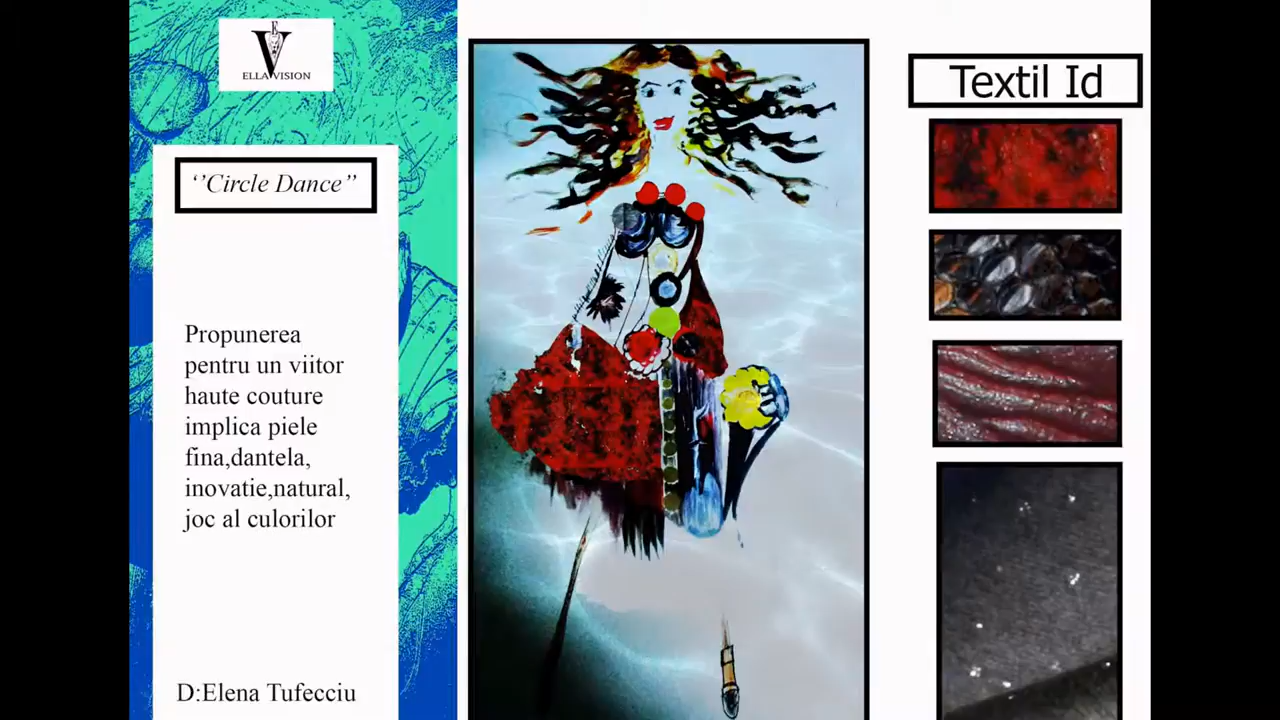 ELLA VISION
‘’Circle Dance’’
Propunerea
pentru un viitor
haute couture
implica piele
fina,dantela,
inovatie,natural,
joc al culorilor
D:Elena Tufecciu
Textil Id